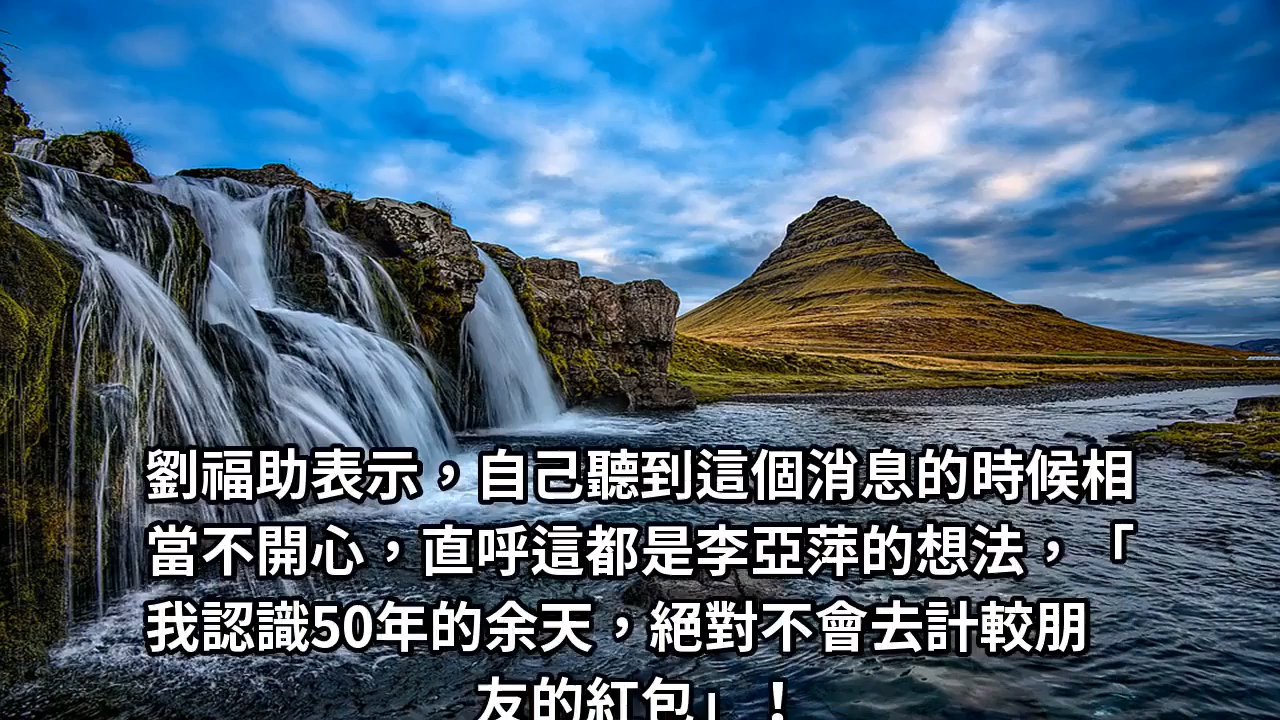 劉福助表示，自己聽到這個消息的時候相
當不開心，直呼這都是李亞萍的想法，「
我認識50年的余天，絕對不會去計較朋
友的紅包」！